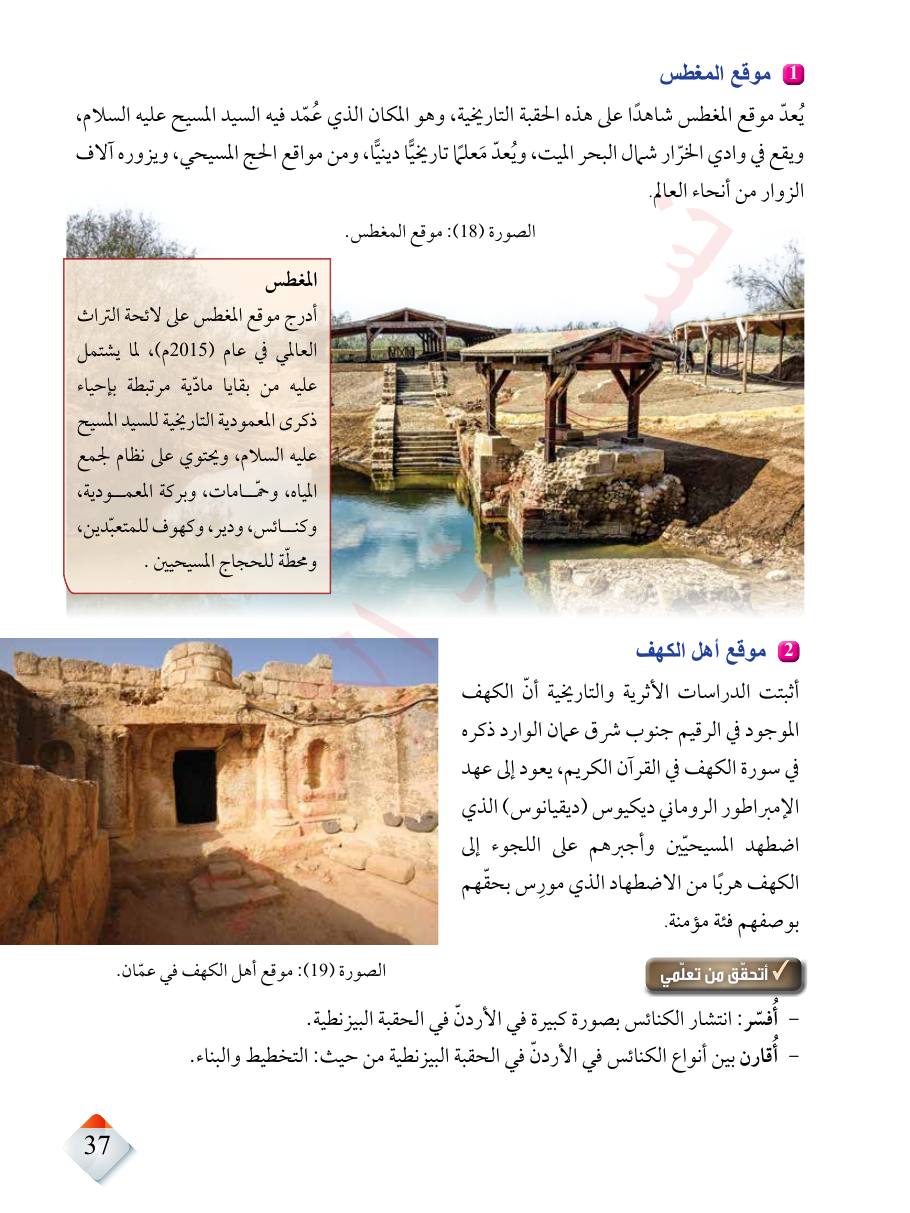 1 موقع المغطس
يُعدّ موقع المغطس شاهدًا على هذه الحقبة التاريخية، وهو المكان الذي عُمّد فيه السيد المسيح عليه السلام،
ويقع في وادي الخرّار شمال البحر الميت، ويُعدّ مَعلمًا تاريخيًّا دينيًّا، ومن مواقع الحج المسيحي، ويزوره آلاف
الزوار من أنحاء العالم.
الصورة (18): موقع المغطس.
المغطس
أدرج موقع المغطس على لائحة التراث
العالمي في عام (2015م)، لما يشتمل
عليه من بقايا مادّية مرتبطة بإحياء
ذكرى المعمودية التاريخية للسيد المسيح
عليه السلام، ويحتوي على نظام لجمع
المياه، وحمّـامات، وبركة المعمـودية،
وكنـائس، ودير، وكهوف للمتعبّدين،
ومحطّة للحجاج المسيحيين .
2 موقع أهل الكهف
أثبتت الدراسات الأثرية والتاريخية أنّ الكهف
الموجود في الرقيم جنوب شرق عمان الوارد ذكره
في سورة الكهف في القرآن الكريم، يعود إلى عهد
الإمبراطور الروماني ديكيوس (ديقيانوس) الذي
اضطهد المسيحيّين وأجبرهم على اللجوء إلى
الكهف هربًا من الاضطهاد الذي مورِس بحقّهم
بوصفهم فئة مؤمنة.
الصورة (19): موقع أهل الكهف في عمّان.
✓ أتحقّق من تعلّمي
– أُفسّر: انتشار الكنائس بصورة كبيرة في الأردنّ في الحقبة البيزنطية.
– أُقارن بين أنواع الكنائس في الأردنّ في الحقبة البيزنطية من حيث: التخطيط والبناء.
37